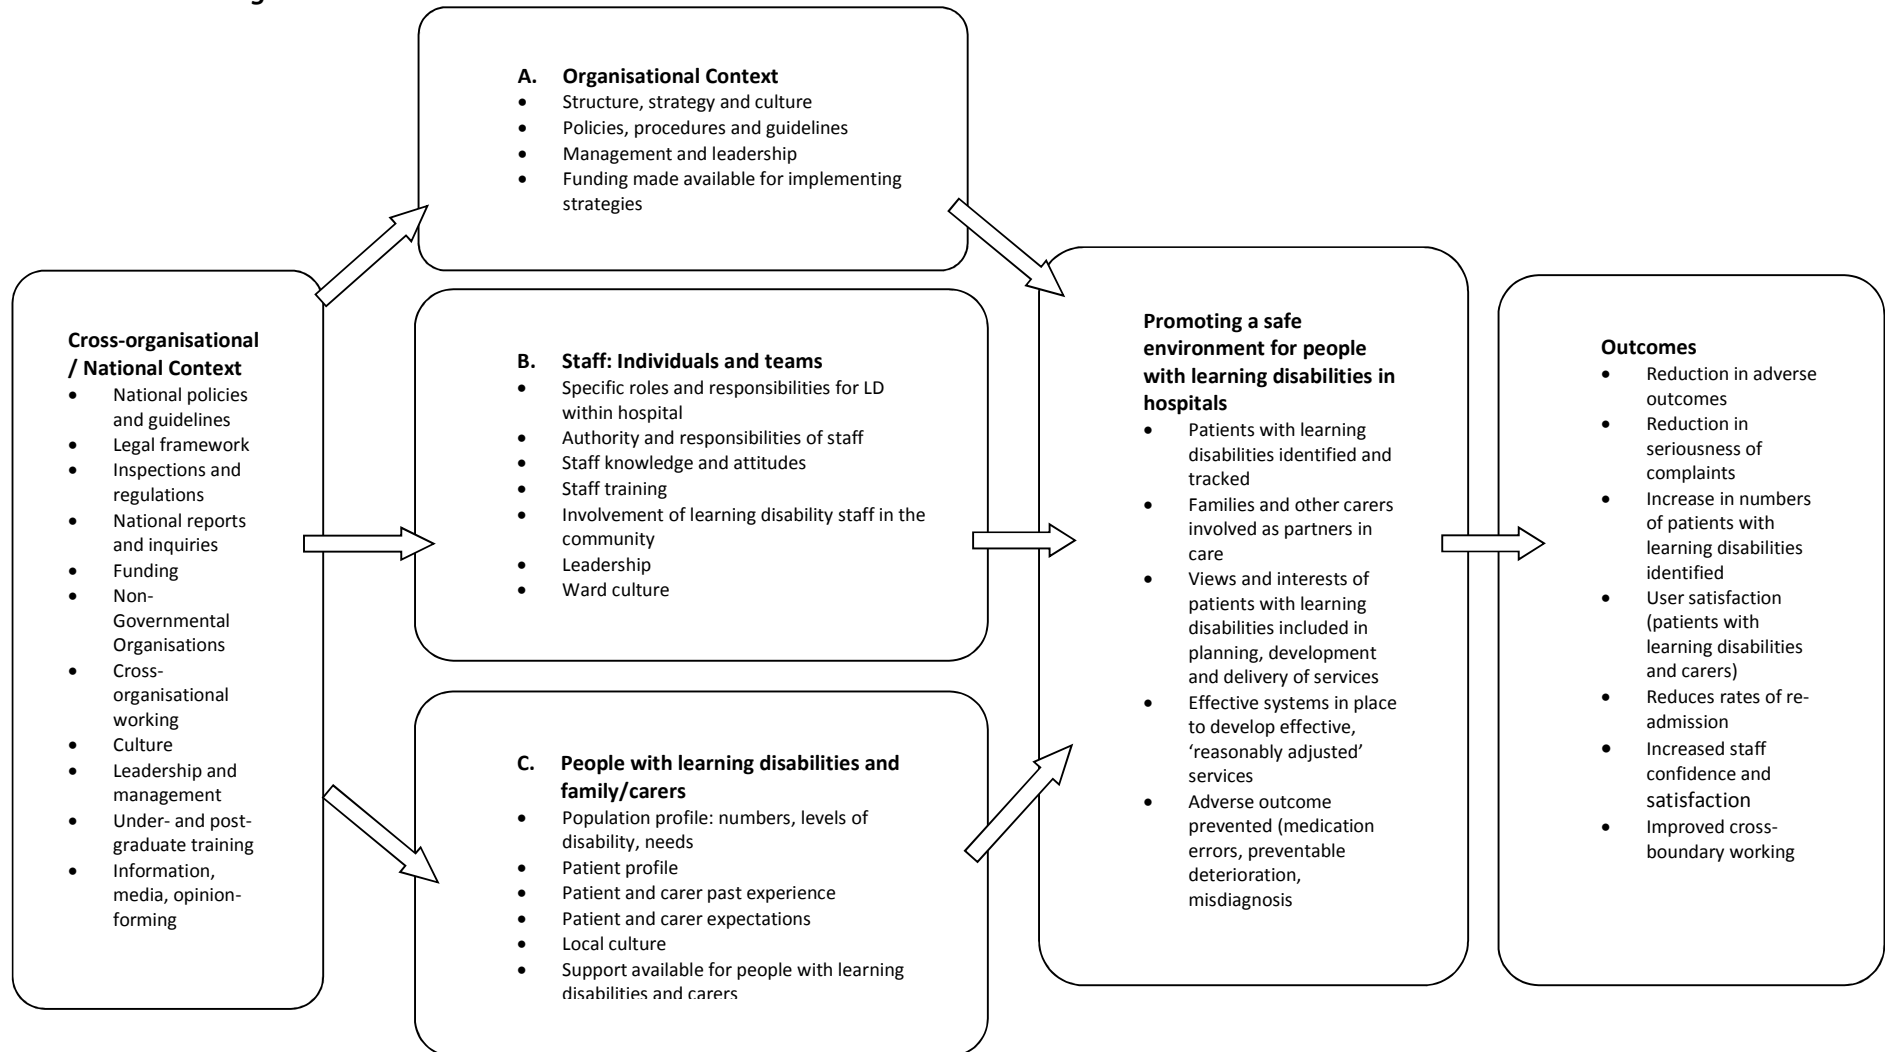 A. Organisational Context
• Structure, strategy and culture
• Policies, procedures and guidelines
• Management and leadership
• Funding made available for implementing
strategies
Cross-organisational
/ National Context
• National policies
and guidelines
• Legal framework
• Inspections and
regulations
• National reports
and inquiries
• Funding
• Non-
Governmental
Organisations
• Cross-
organisational
working
• Culture
• Leadership and
management
• Under- and post-
graduate training
• Information,
media, opinion-
forming
B. Staff: Individuals and teams
• Specific roles and responsibilities for LD
within hospital
• Authority and responsibilities of staff
• Staff knowledge and attitudes
• Staff training
• Involvement of learning disability staff in the
community
• Leadership
• Ward culture
C. People with learning disabilities and
family/carers
• Population profile: numbers, levels of
disability, needs
• Patient profile
• Patient and carer past experience
• Patient and carer expectations
• Local culture
• Support available for people with learning
disabilities and carers
Promoting a safe
environment for people
with learning disabilities in
hospitals
• Patients with learning
disabilities identified and
tracked
• Families and other carers
involved as partners in
care
• Views and interests of
patients with learning
disabilities included in
planning, development
and delivery of services
• Effective systems in place
to develop effective,
‘reasonably adjusted’
services
• Adverse outcome
prevented (medication
errors, preventable
deterioration,
misdiagnosis
Outcomes
• Reduction in adverse
outcomes
• Reduction in
seriousness of
complaints
• Increase in numbers
of patients with
learning disabilities
identified
• User satisfaction
(patients with
learning disabilities
and carers)
• Reduces rates of re-
admission
• Increased staff
confidence and
satisfaction
• Improved cross-
boundary working